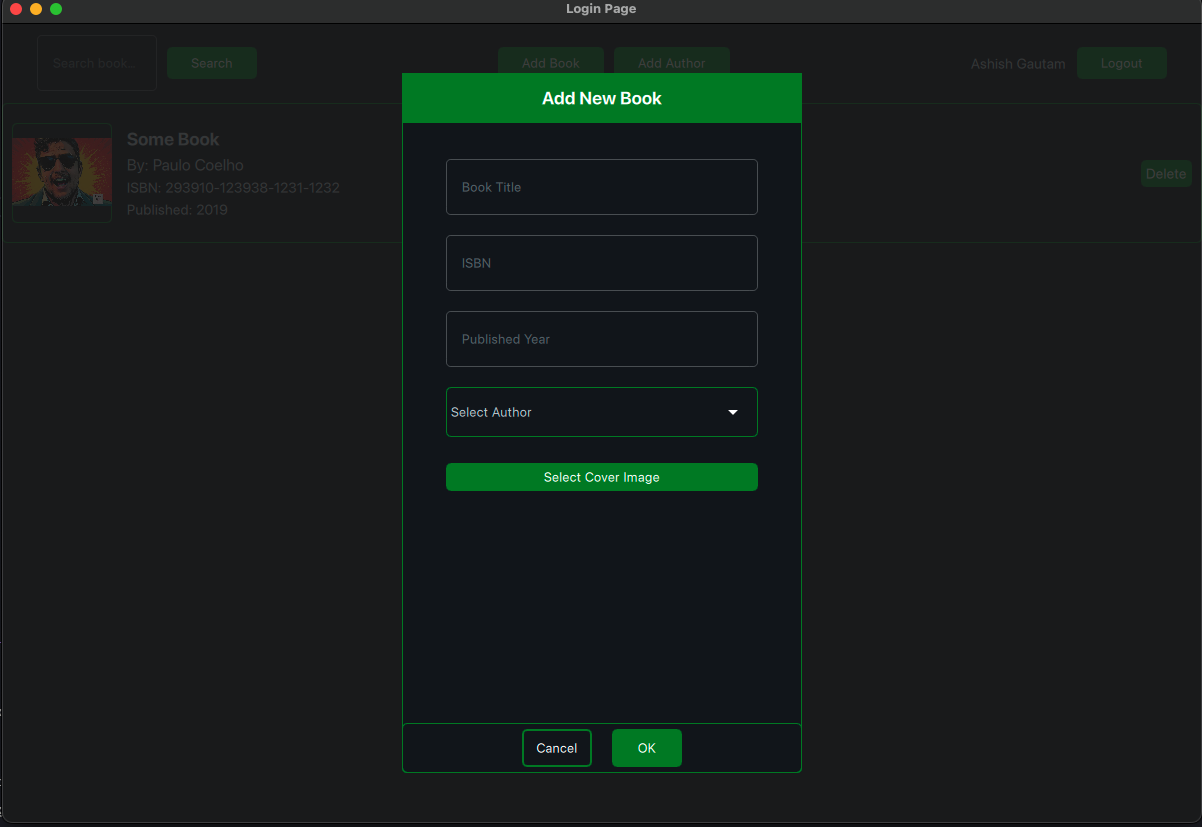 Login Page
Search book...
Search
Add Book
Add Author
Ashish Gautam
Logout
Some Book
By: Paulo Coelho
ISBN: 293910-123938-1231-1232
Published: 2019
Delete
Add New Book
Book Title
ISBN
Published Year
Select Author
Select Cover Image
Cancel
OK